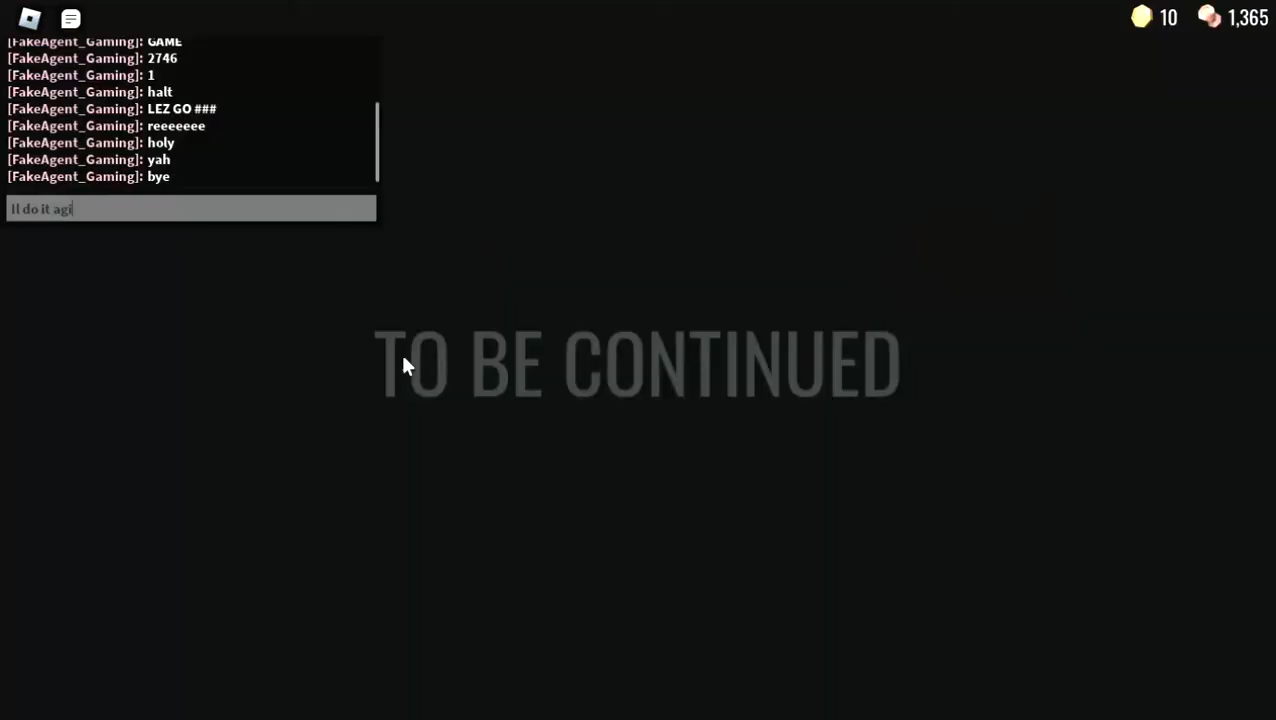 10
1,365
[FakeAgent_Gaming]: GAME
[FakeAgent_Gaming]: 2746
[FakeAgent_Gaming]: 1
[FakeAgent_Gaming]: halt
[FakeAgent_Gaming]: LEZ GO ###
[FakeAgent_Gaming]: reeeeeee
[FakeAgent_Gaming]: holy
[FakeAgent_Gaming]: yah
[FakeAgent_Gaming]: bye
Il do it agi
TO BE CONTINUED